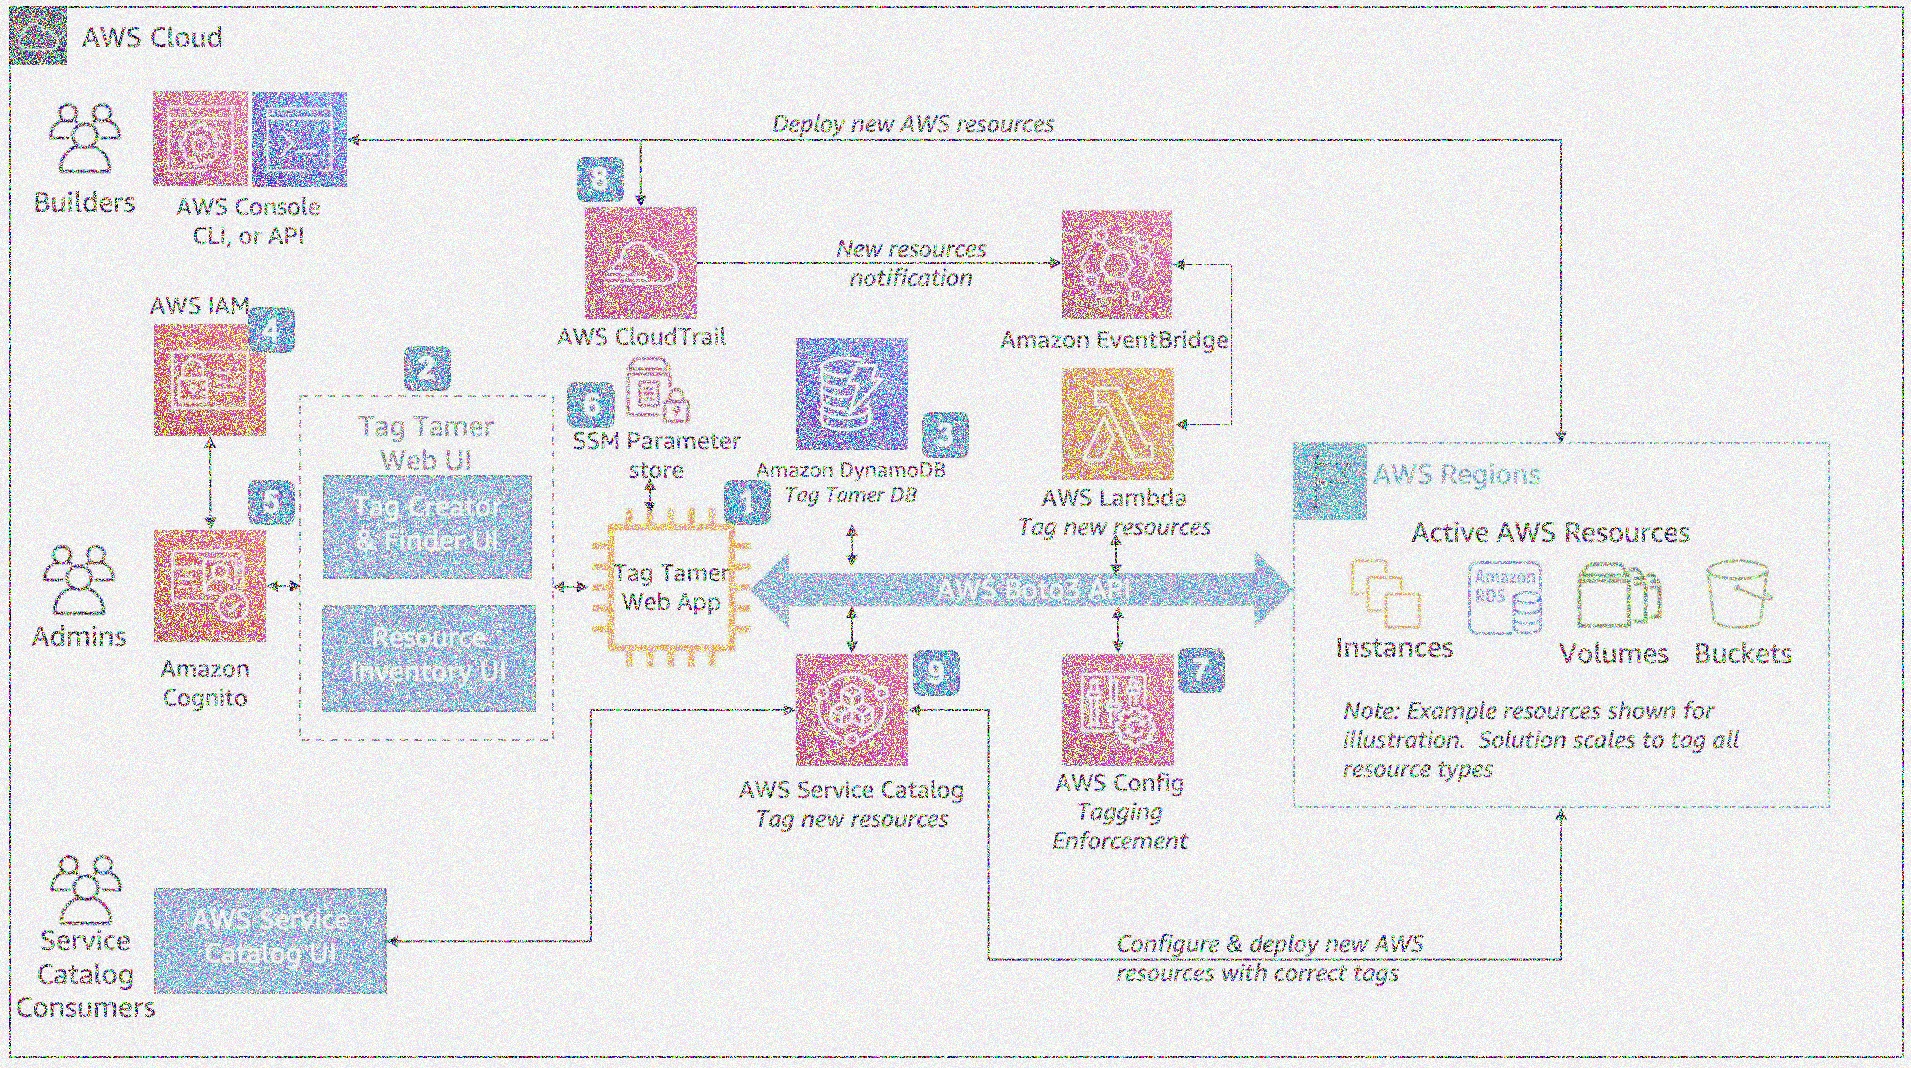 AWS Cloud
Builders
AWS Console
CLI, or API
Deploy new AWS resources
8
AWS CloudTrail
New resources
notification
Amazon EventBridge
AWS IAM
4
2
Tag Tamer
Web UI
Tag Creator
& Finder UI
Resource
Inventory UI
5
Admins
Amazon
Cognito
6
SSM Parameter
store
1
Tag Tamer
Web App
3
Amazon DynamoDB
Tag Tamer DB
AWS Lambda
Tag new resources
AWS Boto3 API
9
AWS Service Catalog
Tag new resources
7
AWS Config
Tagging
Enforcement
AWS Regions
Active AWS Resources
Instances
Amazon
RDS
Volumes
Buckets
Note: Example resources shown for
illustration. Solution scales to tag all
resource types
Service
Catalog
Consumers
AWS Service
Catalog UI
Configure & deploy new AWS
resources with correct tags